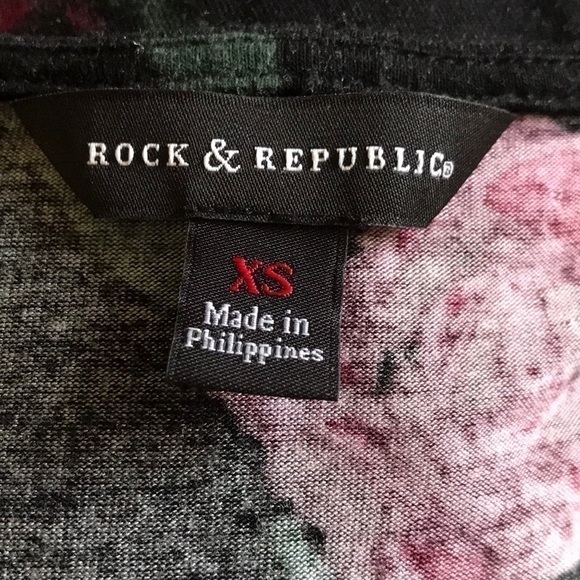 ROCK & REPUBLIC®
XS
Made in
Philippines